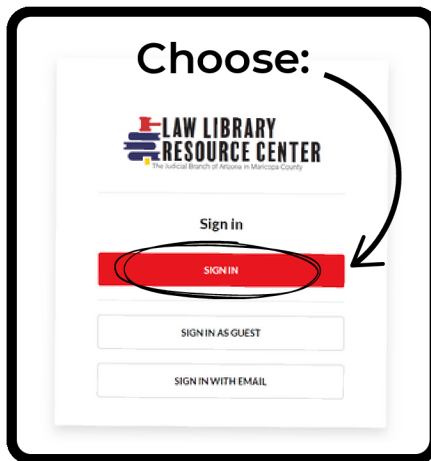 Choose:
LAW LIBRARY
RESOURCE CENTER
The Judicial Branch of Arizona in Maricopa County
Sign in
SIGN IN
SIGN IN AS GUEST
SIGN IN WITH EMAIL